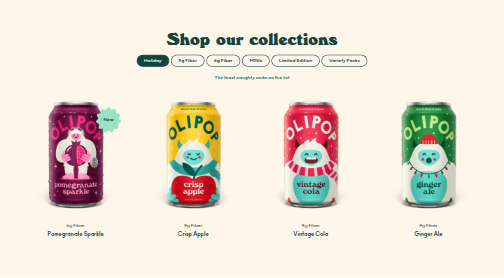 Shop our collections
Holiday
9g Fiber
6g Fiber
MINIs
Limited Edition
Variety Packs
The least naughty soda on the list
New
OLIPOP
pomegranate
sparkle
OLIPOP
crisp
apple
OLIPOP
vintage
cola
OLIPOP
ginger
ale
6g Fiber
Pomegranate Sparkle
9g Fiber
Crisp Apple
9g Fiber
Vintage Cola
9g Fiber
Ginger Ale